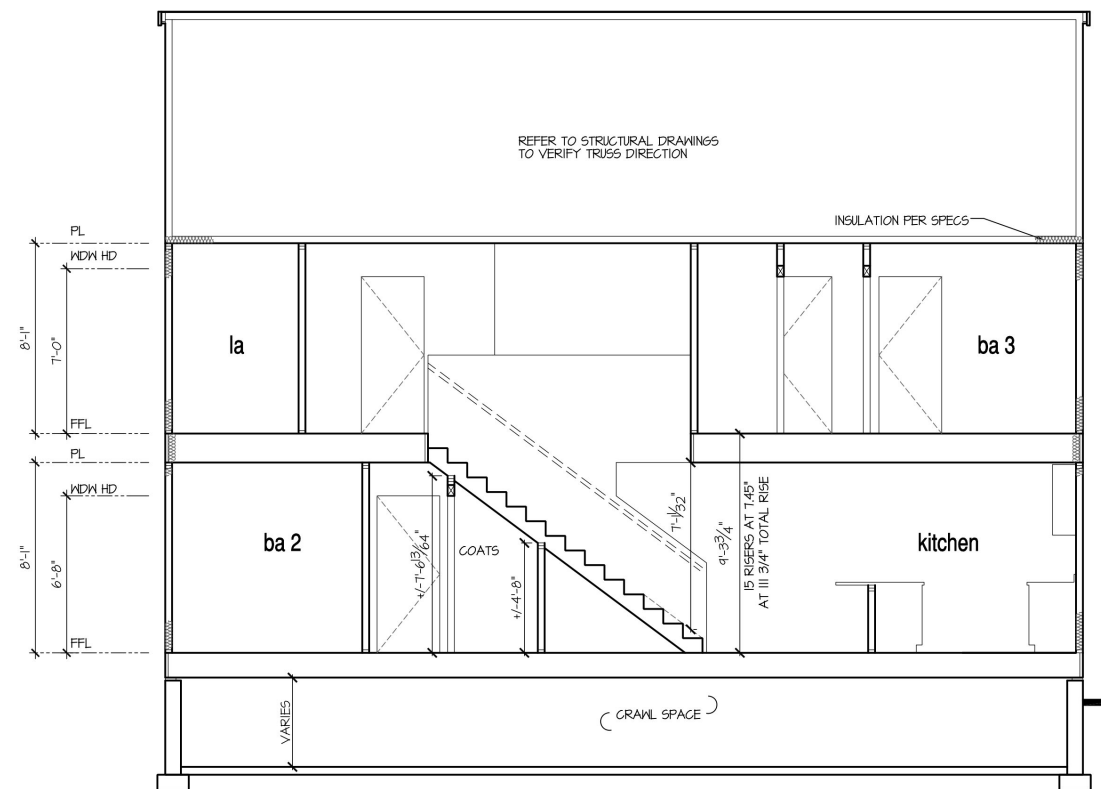 REFER TO STRUCTURAL DRAWINGS
TO VERIFY TRUSS DIRECTION
INSULATION PER SPECS
PL
WDW HD
8'-1"
7'-0"
la
ba 3
FFL
PL
WDW HD
8'-1"
6'-8"
ba 2
+/-7'-6 13/64"
COATS
+/-4'-8"
7'-1/32"
9'-3 3/4"
15 RISERS AT 7.45"
AT 111 3/4" TOTAL RISE
kitchen
FFL
VARIES
CRAWL SPACE